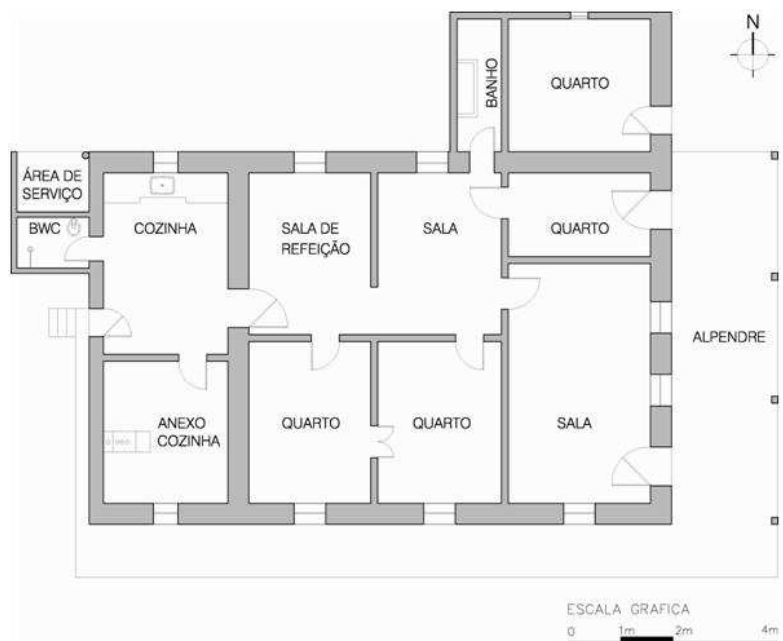 N
QUARTO
BANHO
ÁREA DE
SERVIÇO
BWC
COZINHA
SALA DE
REFEIÇÃO
SALA
QUARTO
ALPENDRE
ANEXO
COZINHA
QUARTO
QUARTO
SALA
ESCALA GRAFICA
0 1m 2m 4m